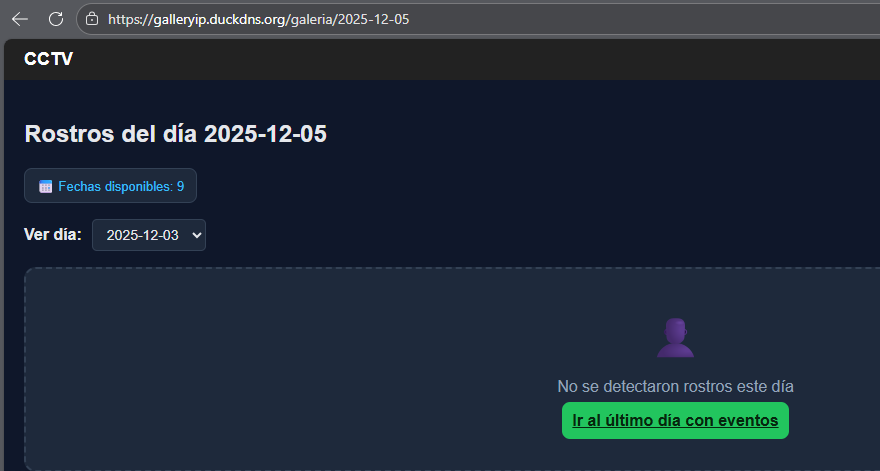 https://galleryip.duckdns.org/galeria/2025-12-05
CCTV
Rostros del día 2025-12-05
Fechas disponibles: 9
Ver día: 2025-12-03
No se detectaron rostros este día
Ir al último día con eventos